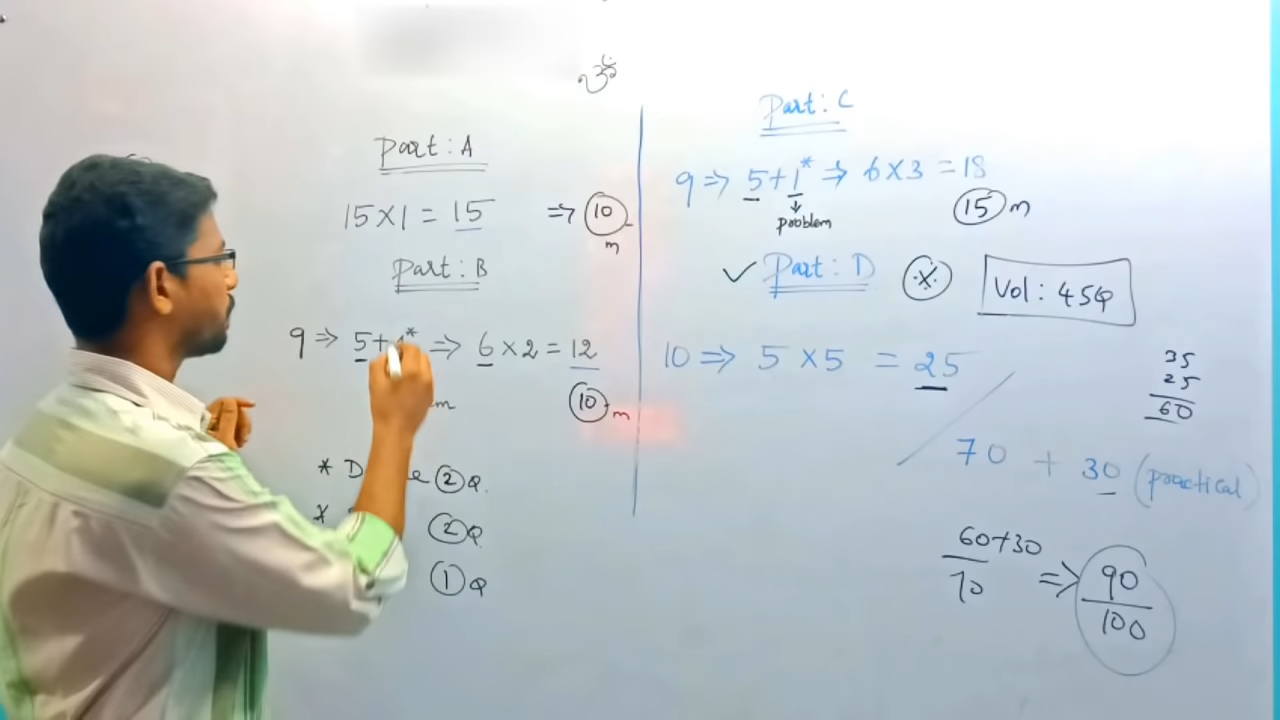 Part : A
15 X 1 = 15 ⇒ 10 m
Part : B
9 ⇒ 5 + 1* ⇒ 6 X 2 = 12
m
10 m
* 2 Q.
* 2 Q
1 Q
Part : C
9 ⇒ 5 + 1* ⇒ 6 X 3 = 18
↓
problem
15 m
✓ Part : D * Vol : 45Q
10 ⇒ 5 X 5 = 25
35
25
60
70 + 30 (practical)
60+30
70
⇒ 90
100